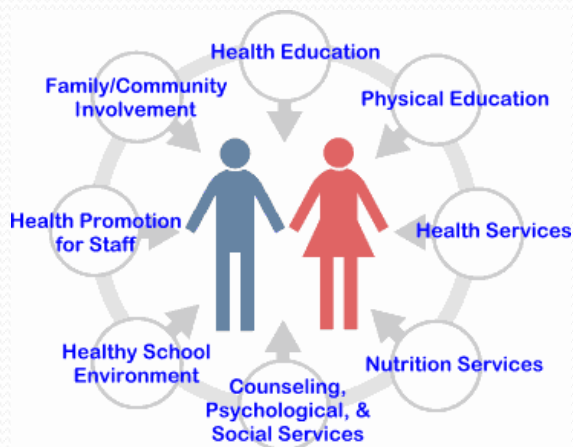 Health Education
Physical Education
Health Services
Nutrition Services
Counseling,
Psychological, &
Social Services
Healthy School
Environment
Health Promotion
for Staff
Family/Community
Involvement